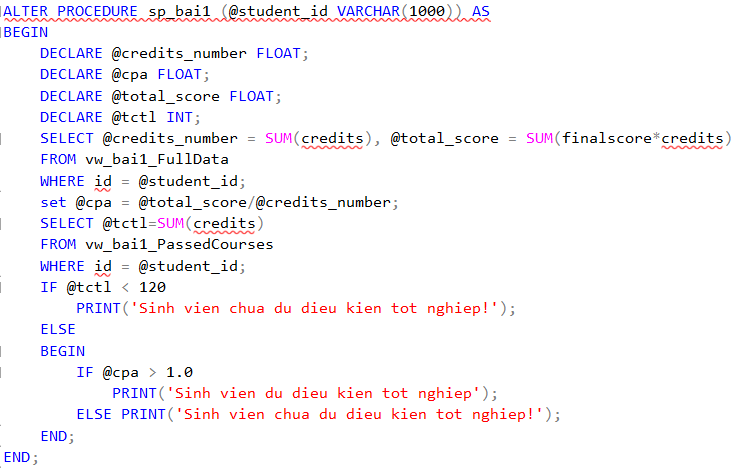 ALTER PROCEDURE sp_bai1 (@student_id VARCHAR(1000)) AS
BEGIN
    DECLARE @credits_number FLOAT;
    DECLARE @cpa FLOAT;
    DECLARE @total_score FLOAT;
    DECLARE @tctl INT;
    SELECT @credits_number = SUM(credits), @total_score = SUM(finalscore*credits)
    FROM vw_bai1_FullData
    WHERE id = @student_id;
    set @cpa = @total_score/@credits_number;
    SELECT @tctl=SUM(credits)
    FROM vw_bai1_PassedCourses
    WHERE id = @student_id;
    IF @tctl < 120
        PRINT('Sinh vien chua du dieu kien tot nghiep!');
    ELSE
    BEGIN
        IF @cpa > 1.0
            PRINT('Sinh vien du dieu kien tot nghiep');
        ELSE PRINT('Sinh vien chua du dieu kien tot nghiep!');
    END;
END;